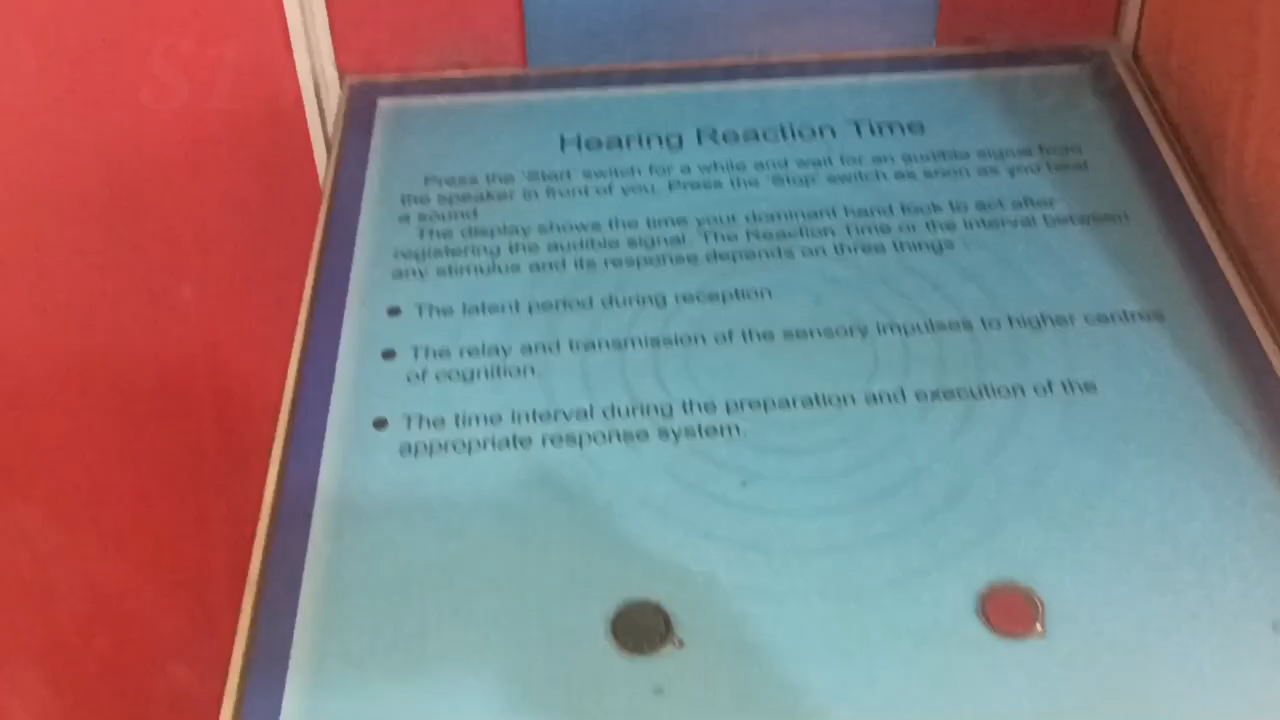 Hearing Reaction Time
Press the 'Start' switch for a while and wait for an audible signal from
the speaker in front of you. Press the 'Stop' switch as soon as you hear
a sound
The display shows the time your dominant hand took to act after
registering the audible signal. The Reaction Time or the interval between
any stimulus and its response depends on three things
The latent period during reception
The relay and transmission of the sensory impulses to higher centres
of cognition.
The time interval during the preparation and execution of the
appropriate response system.